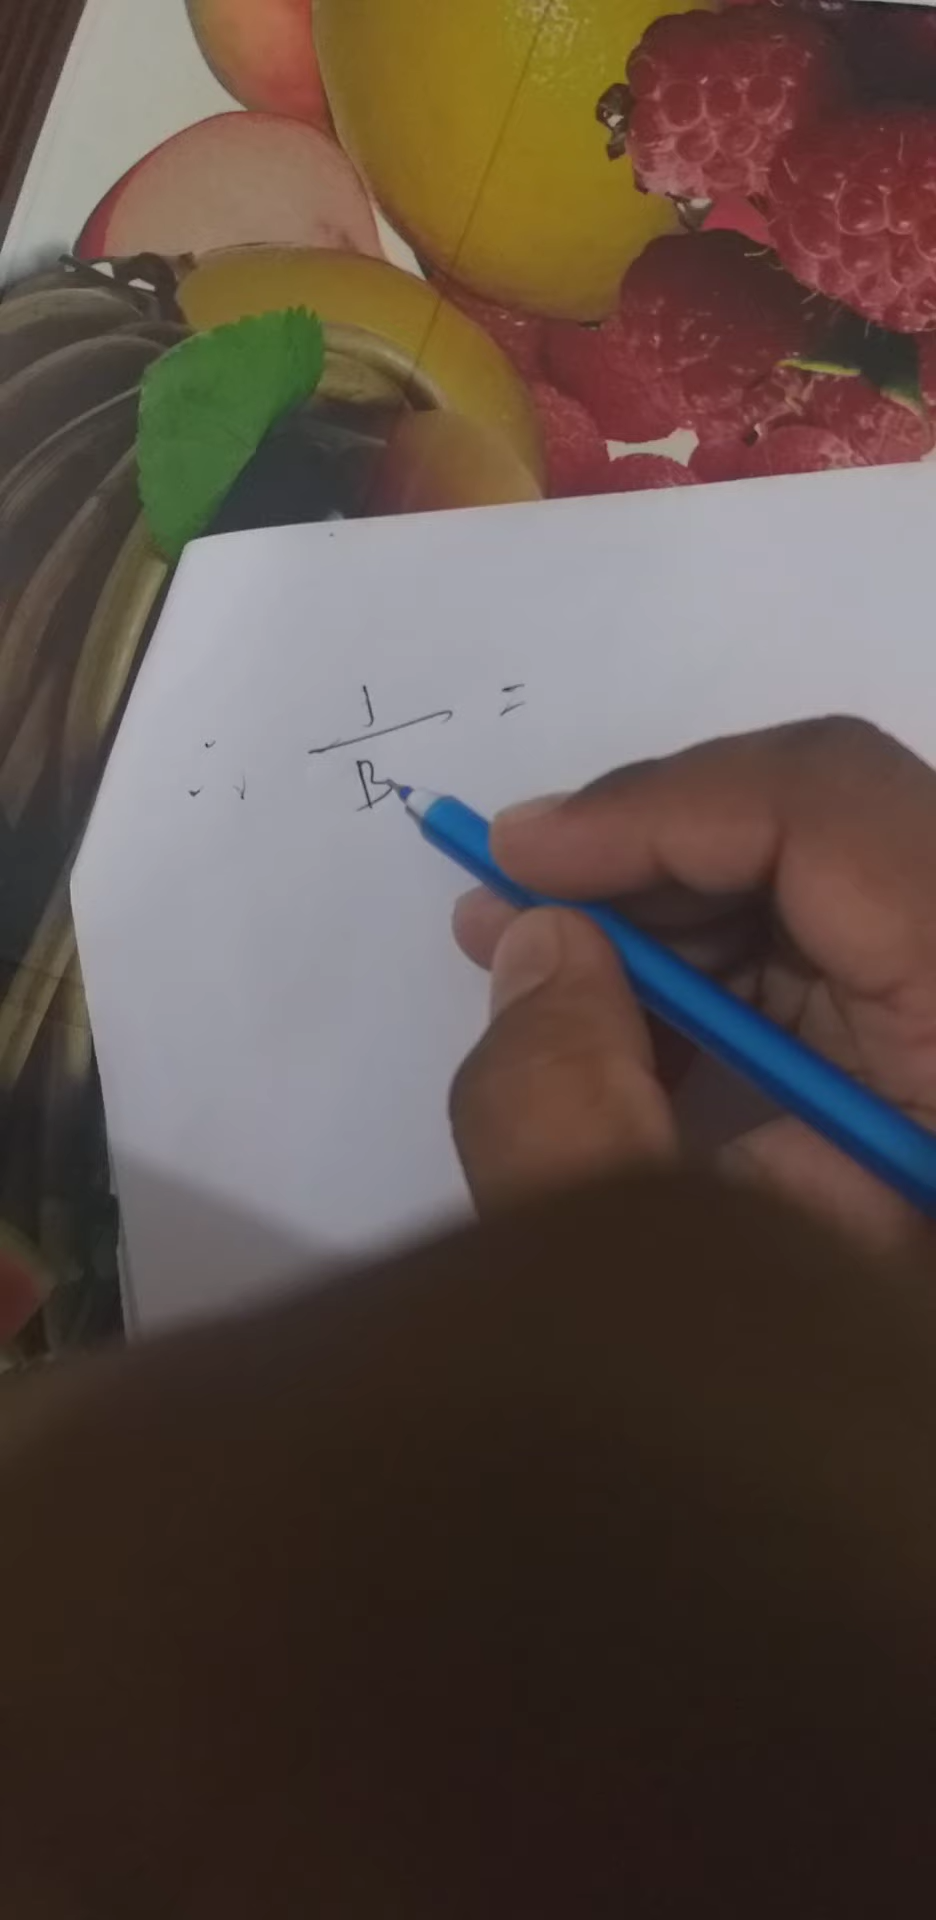 ∴, 1/B =